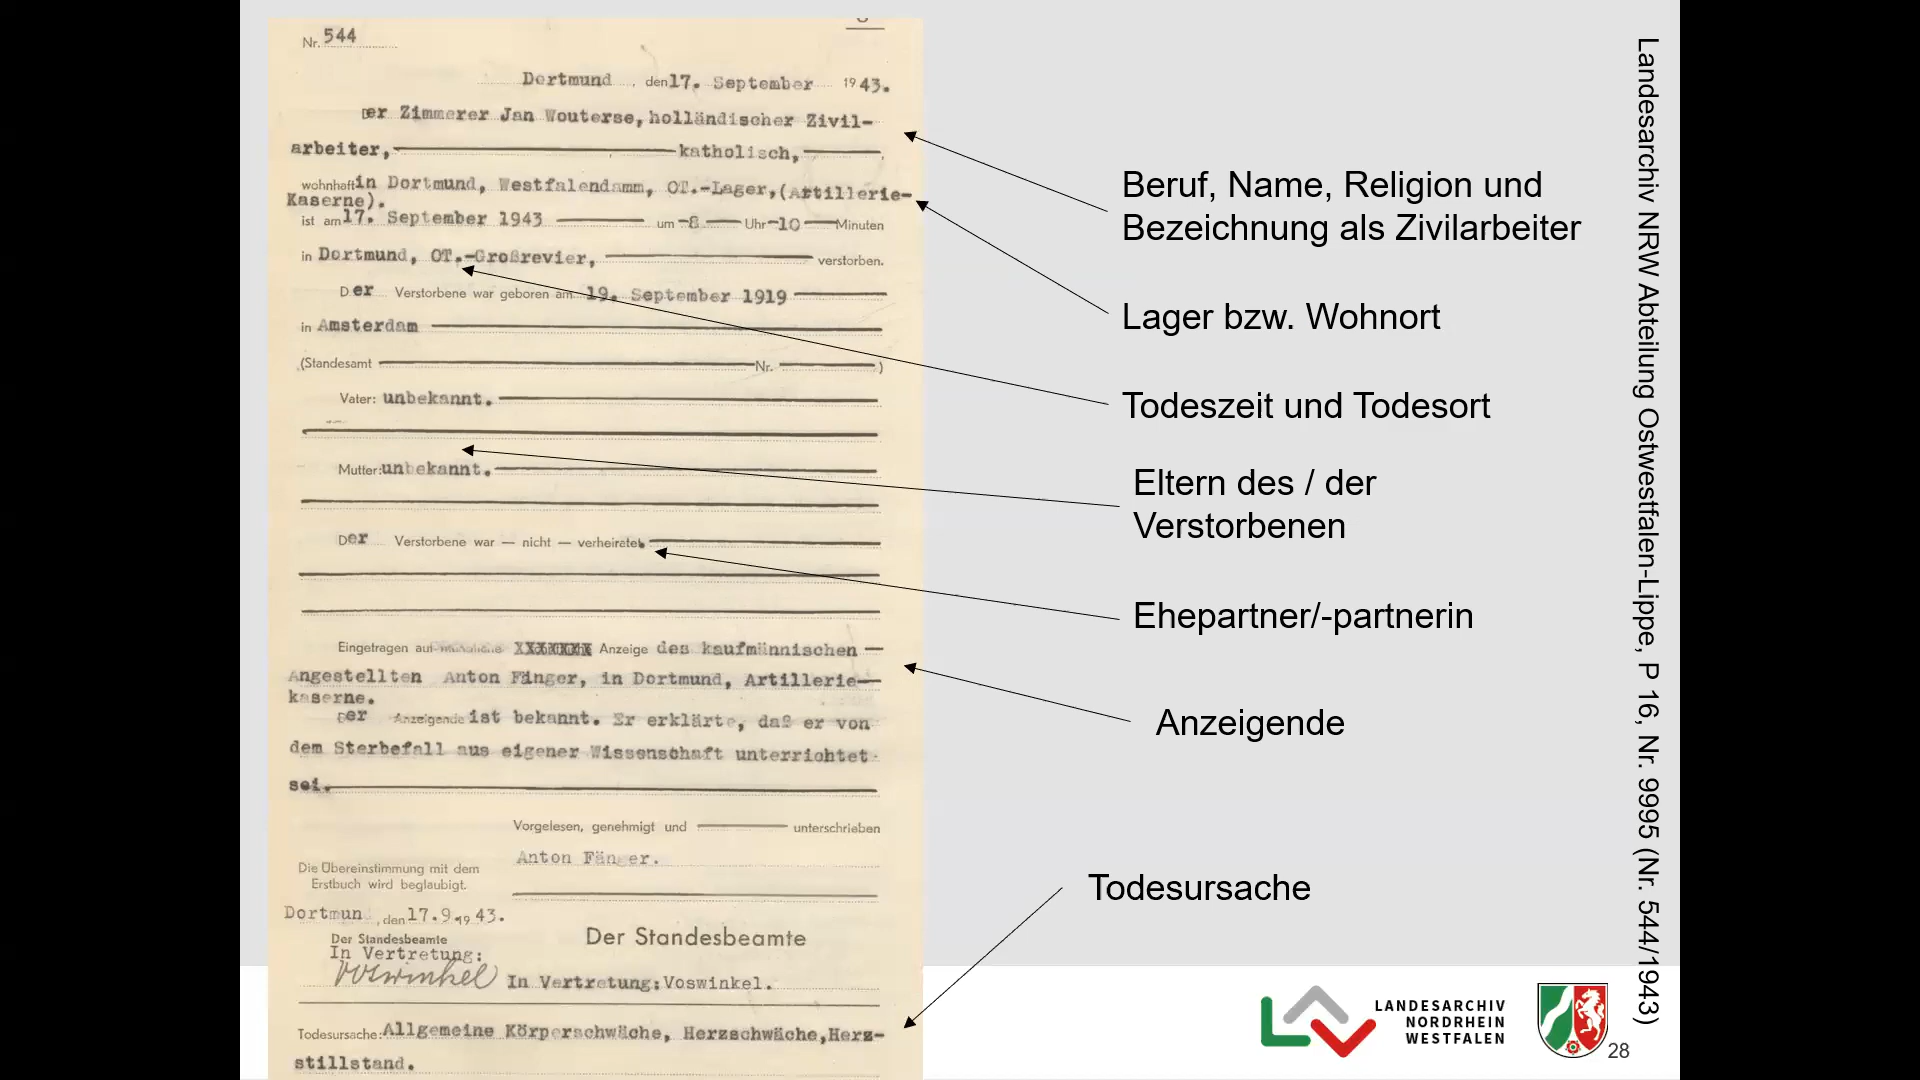 Nr. 544
Dortmund, den 17. September 1943.
Der Zimmerer Jan Wouterse, holländischer Zivil-
arbeiter, katholisch,
wohnhaft in Dortmund, Westfalendamm, OT.-Lager,(Artillerie-
Kaserne).
ist am 17. September 1943 um 8 Uhr 10 Minuten
in Dortmund, OT.-Großrevier, verstorben.
Der Verstorbene war geboren am 19. September 1919
in Amsterdam
(Standesamt Nr. )
Vater: unbekannt.
Mutter: unbekannt.
Der Verstorbene war — nicht — verheiratet.
Eingetragen auf mündliche XXXXXXX Anzeige des kaufmännischen
Angestellten Anton Fänger, in Dortmund, Artillerie-
kaserne.
Der Anzeigende ist bekannt. Er erklärte, daß er von
dem Sterbefall aus eigener Wissenschaft unterrichtet
sei.
Vorgelesen, genehmigt und unterschrieben
Anton Fänger.
Die Übereinstimmung mit dem
Erstbuch wird beglaubigt.
Dortmun , den 17.9.1943.
Der Standesbeamte
In Vertretung:
Voswinkel
Der Standesbeamte
In Vertretung: Voswinkel.
Todesursache: Allgemeine Körperschwäche, Herzschwäche, Herz-
stillstand.
Beruf, Name, Religion und
Bezeichnung als Zivilarbeiter
Lager bzw. Wohnort
Todeszeit und Todesort
Eltern des / der
Verstorbenen
Ehepartner/-partnerin
Anzeigende
Todesursache
Landesarchiv NRW Abteilung Ostwestfalen-Lippe, P 16, Nr. 9995 (Nr. 544/1943)
LANDESARCHIV
NORDRHEIN
WESTFALEN
28